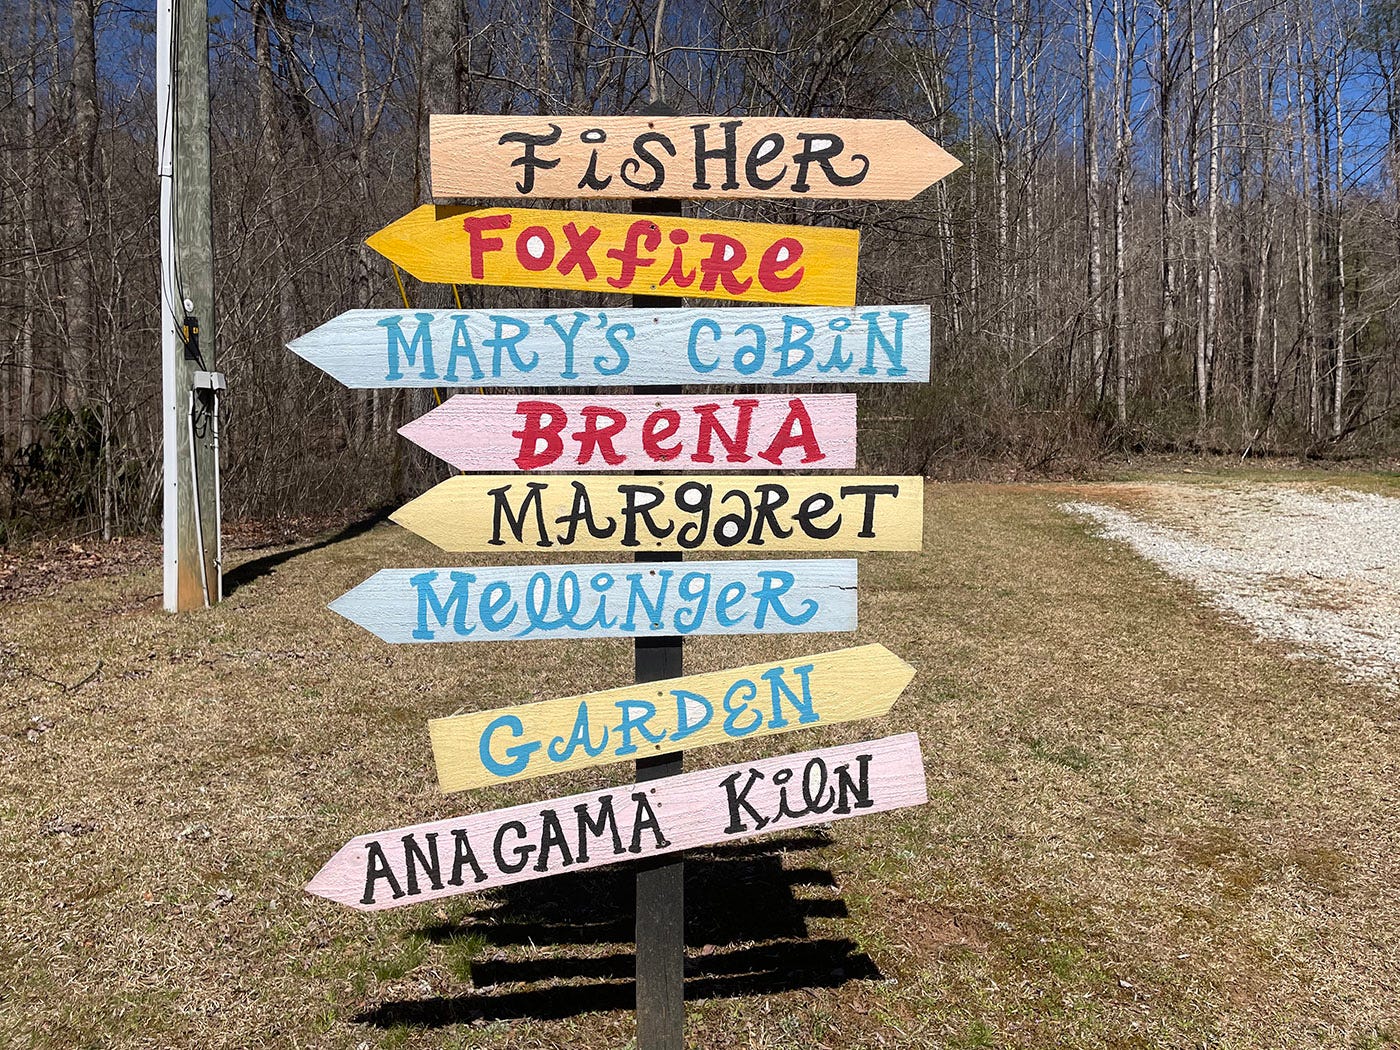 FiSHeR
FOXfiRe
MARY'S CaBiN
BReNA
MARgaReT
MelliNgeR
GARDEN
ANAGAMA KilN